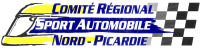 COMITÉ RÉGIONAL
SPORT AUTOMOBILE
NORD - PICARDIE